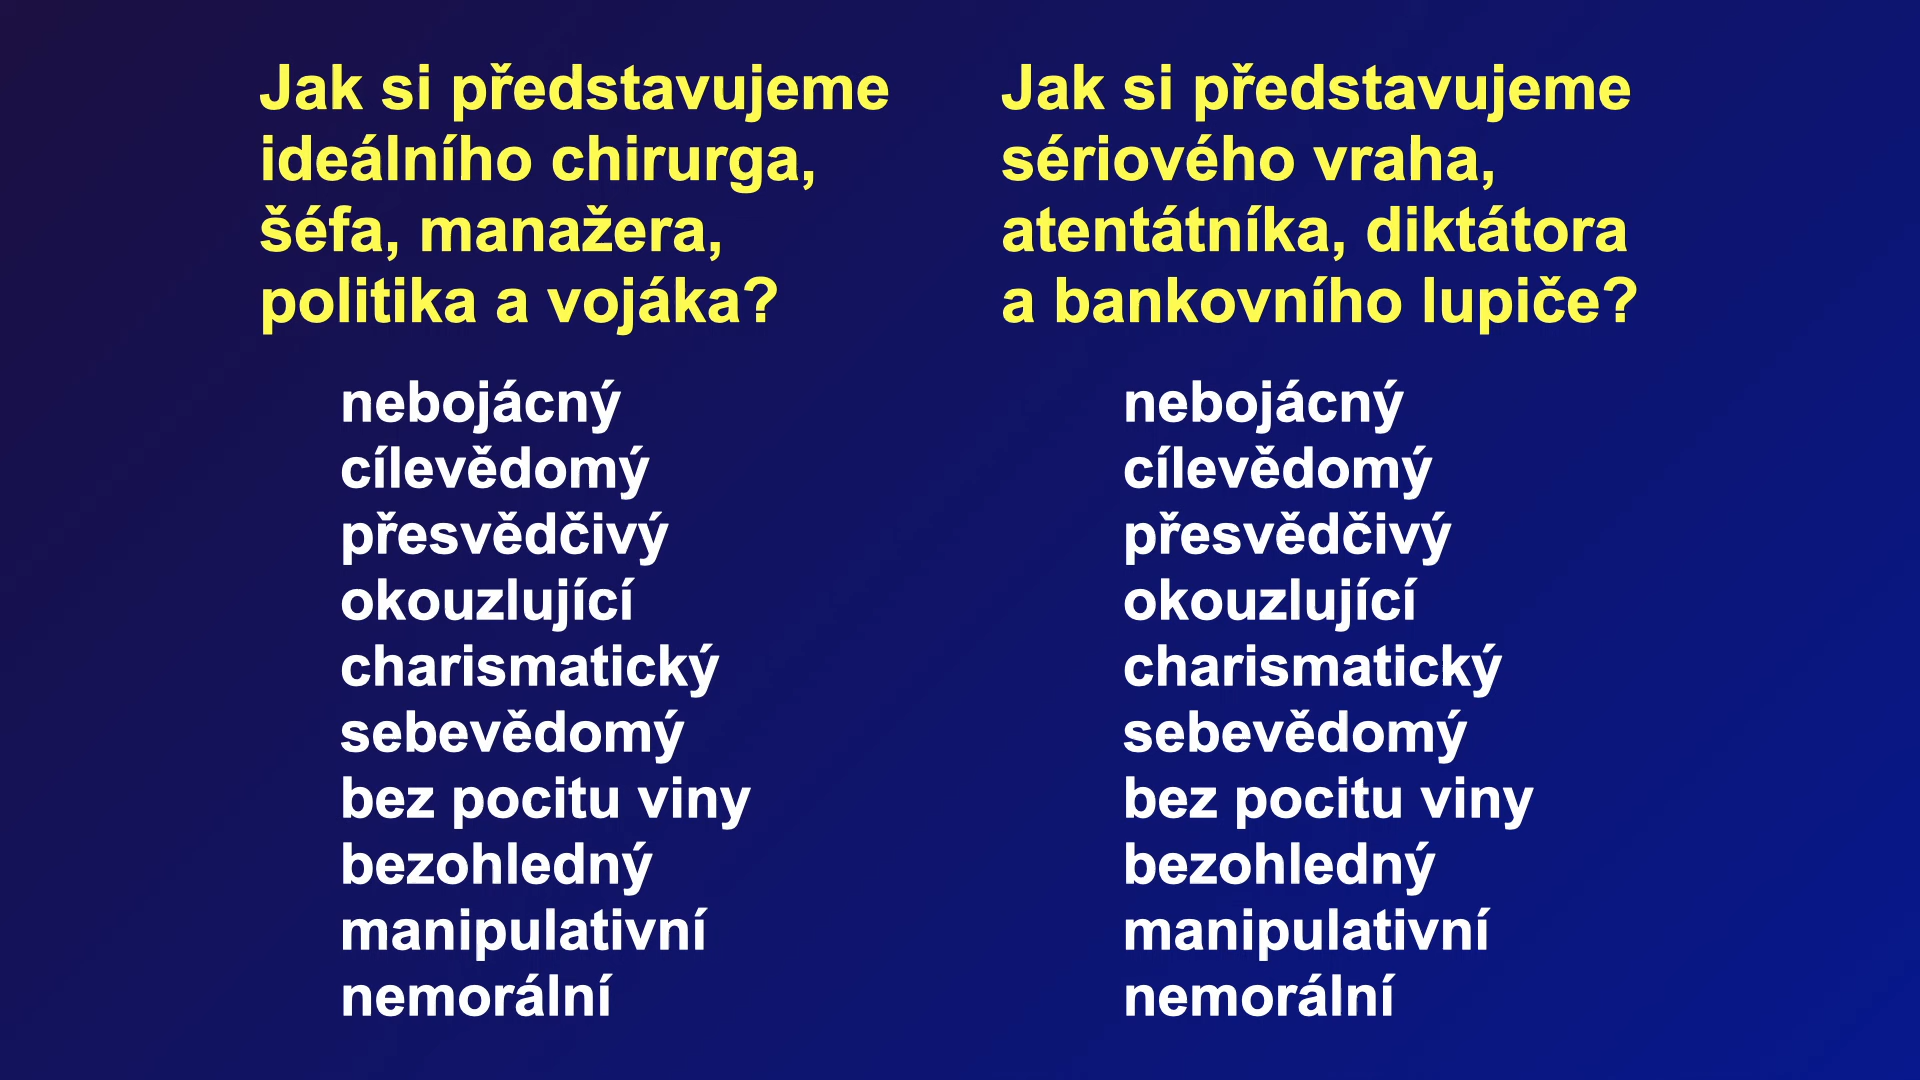 Jak si představujeme
ideálního chirurga,
šéfa, manažera,
politika a vojáka?
nebojácný
cílevědomý
přesvědčivý
okouzlující
charismatický
sebevědomý
bez pocitu viny
bezohledný
manipulativní
nemorální
Jak si představujeme
sériového vraha,
atentátníka, diktátora
a bankovního lupiče?
nebojácný
cílevědomý
přesvědčivý
okouzlující
charismatický
sebevědomý
bez pocitu viny
bezohledný
manipulativní
nemorální